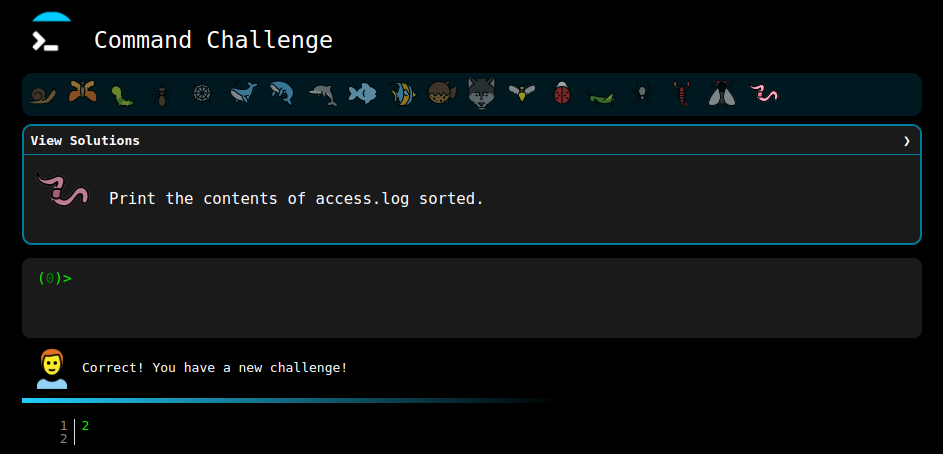 Command Challenge
View Solutions ❯
Print the contents of access.log sorted.
(0)>
Correct! You have a new challenge!
1 2
2